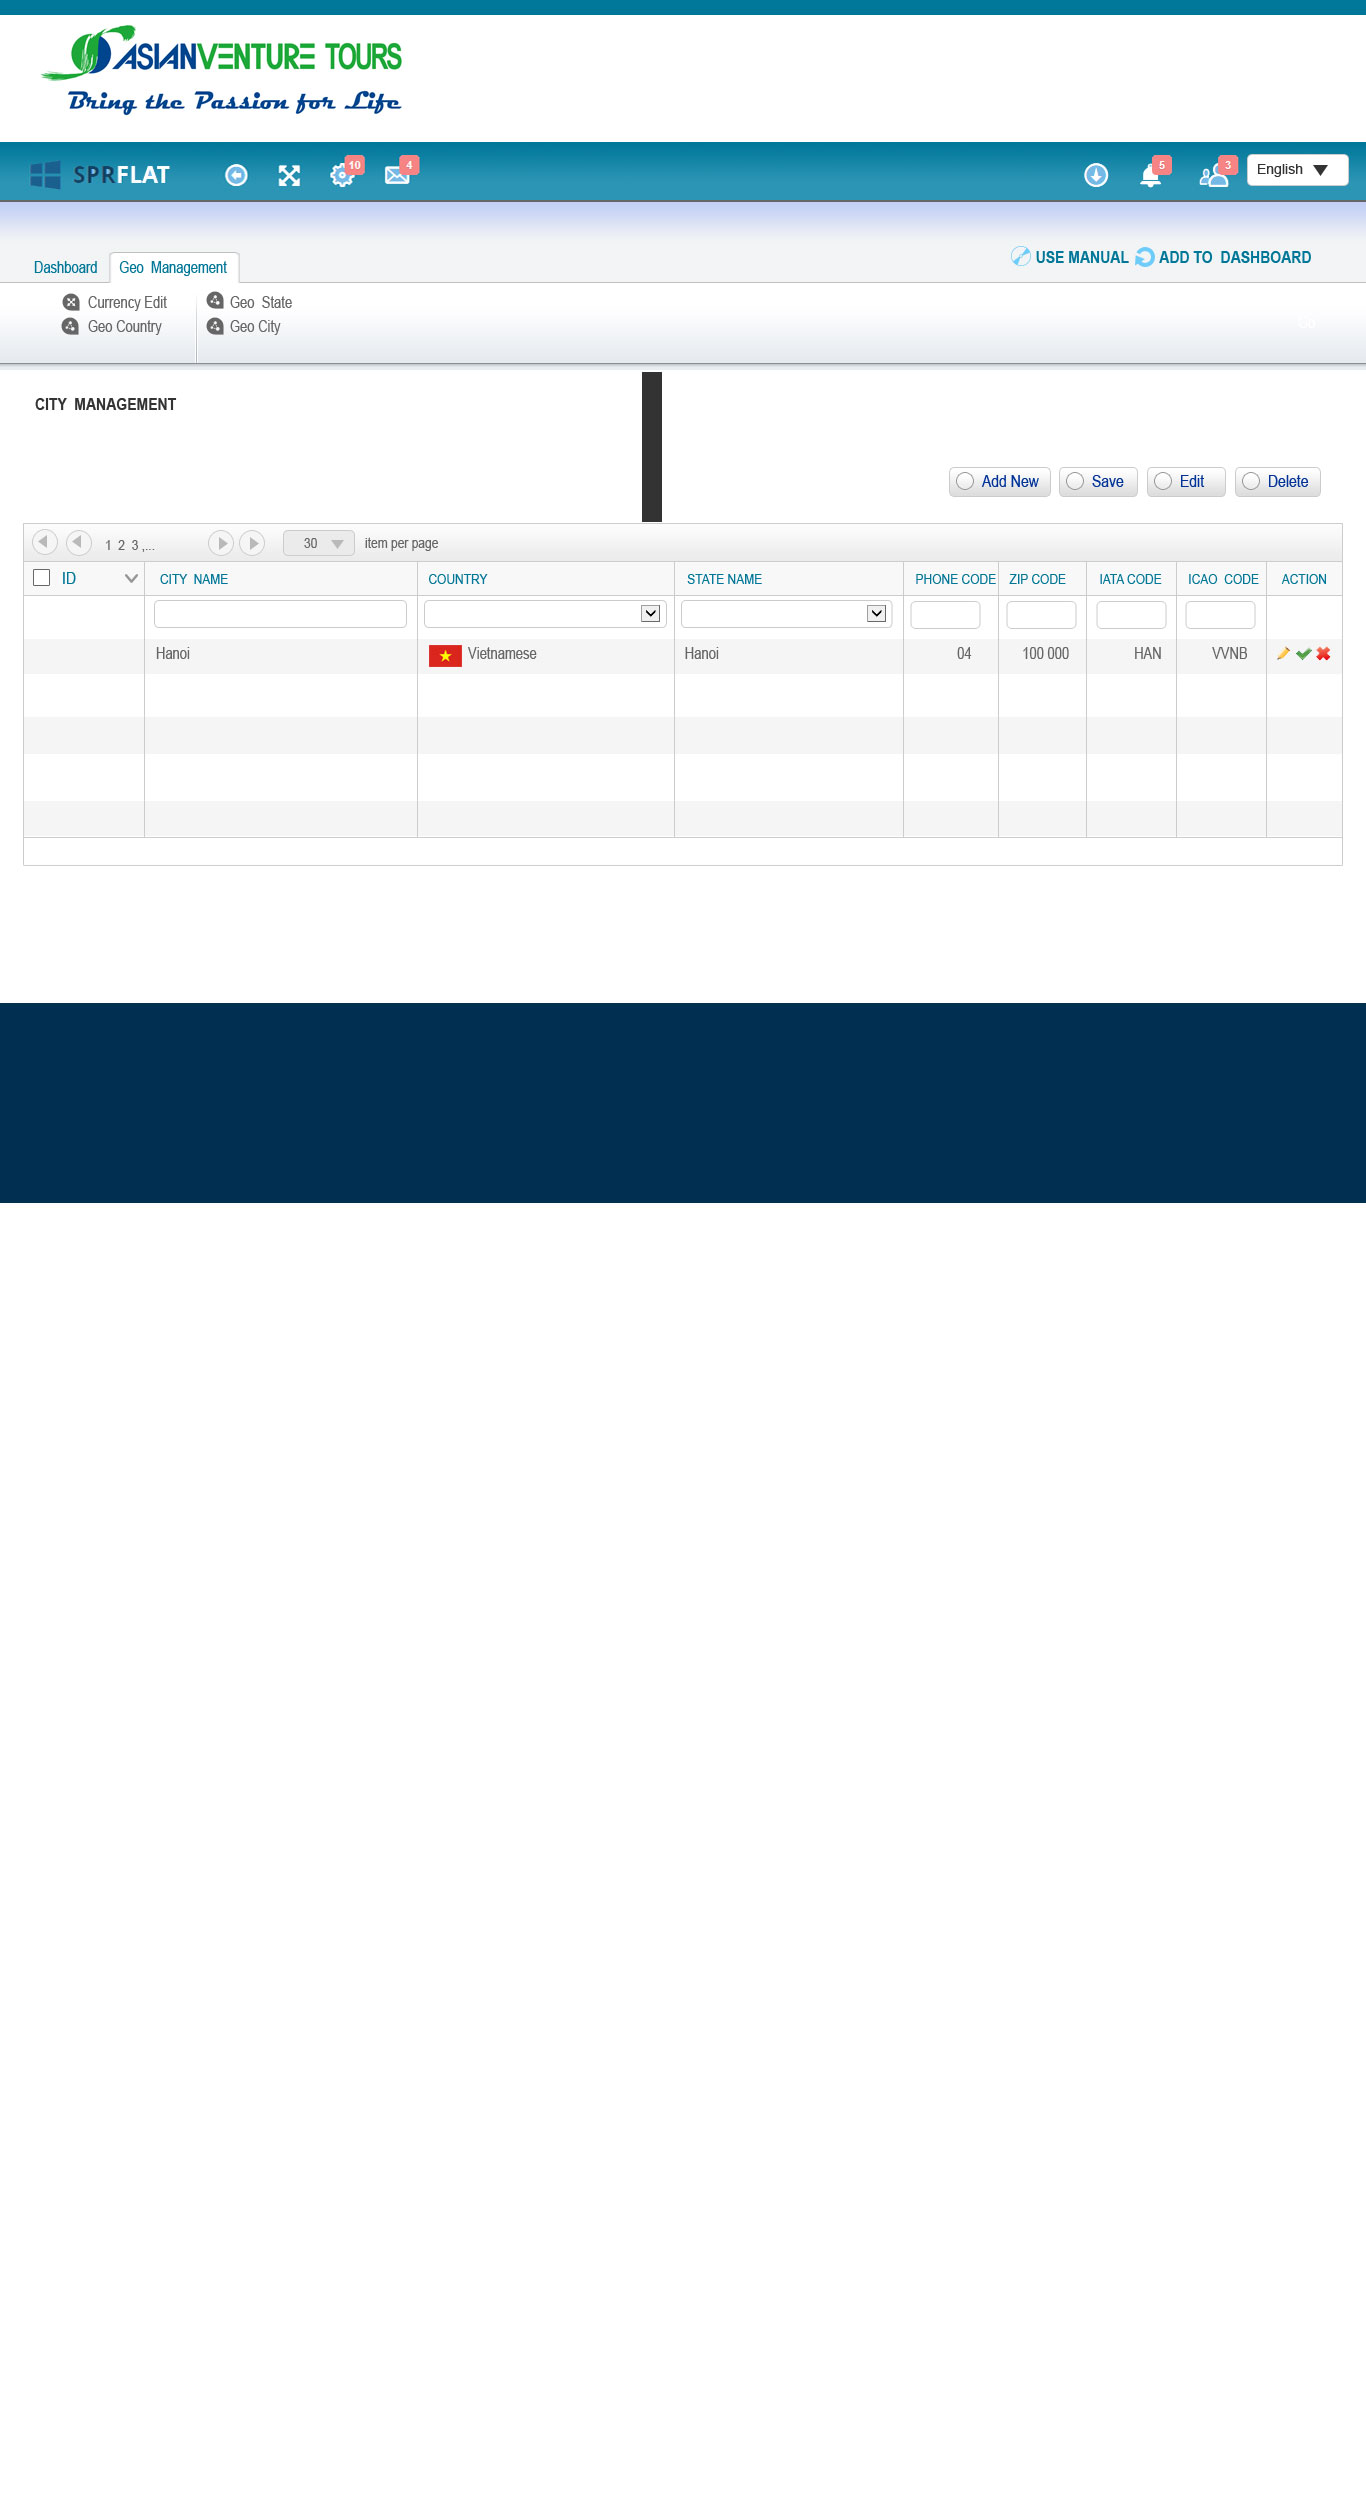 ASIANVENTURE TOURS
Bring the Passion for Life
SPRFLAT
10
4
5
3
English
Dashboard
Geo Management
USE MANUAL
ADD TO DASHBOARD
Currency Edit
Geo State
Geo Country
Geo City
CITY MANAGEMENT
Add New
Save
Edit
Delete
1 2 3 ,...
30
item per page
ID
CITY NAME
COUNTRY
STATE NAME
PHONE CODE
ZIP CODE
IATA CODE
ICAO CODE
ACTION
Hanoi
Vietnamese
Hanoi
04
100 000
HAN
VVNB